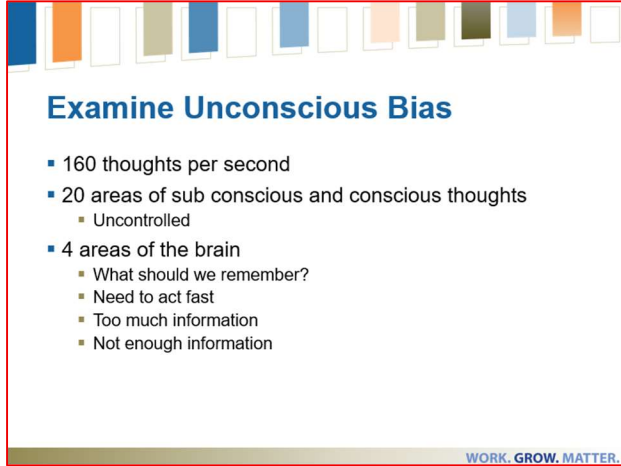 Examine Unconscious Bias
▪ 160 thoughts per second
▪ 20 areas of sub conscious and conscious thoughts
▪ Uncontrolled
▪ 4 areas of the brain
▪ What should we remember?
▪ Need to act fast
▪ Too much information
▪ Not enough information
WORK. GROW. MATTER.